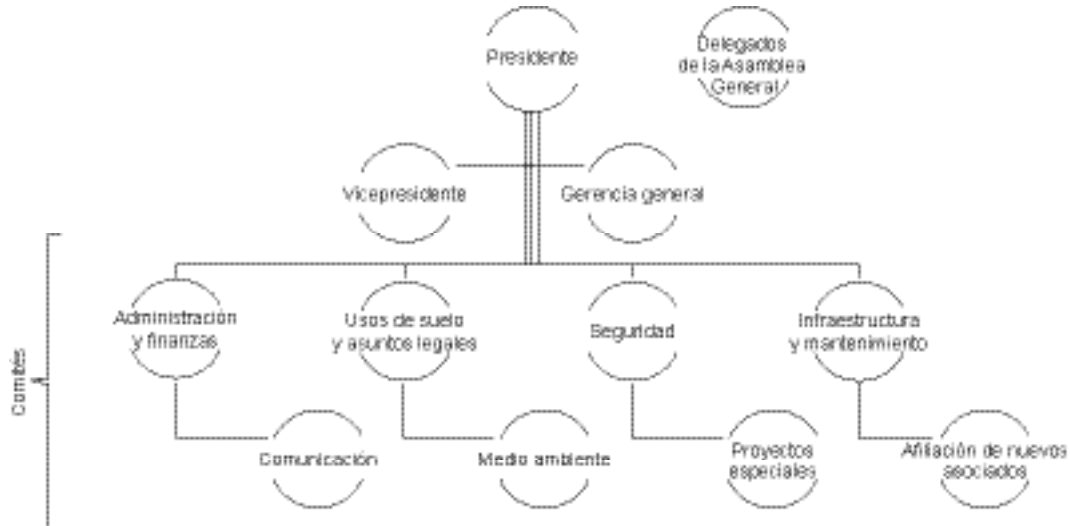 Presidente
Delegados
de la Asamblea
General
Vicepresidente
Gerencia general
Comités
Administración
y finanzas
Usos de suelo
y asuntos legales
Seguridad
Infraestructura
y mantenimiento
Comunicación
Medio ambiente
Proyectos
especiales
Afiliación de nuevos
asociados